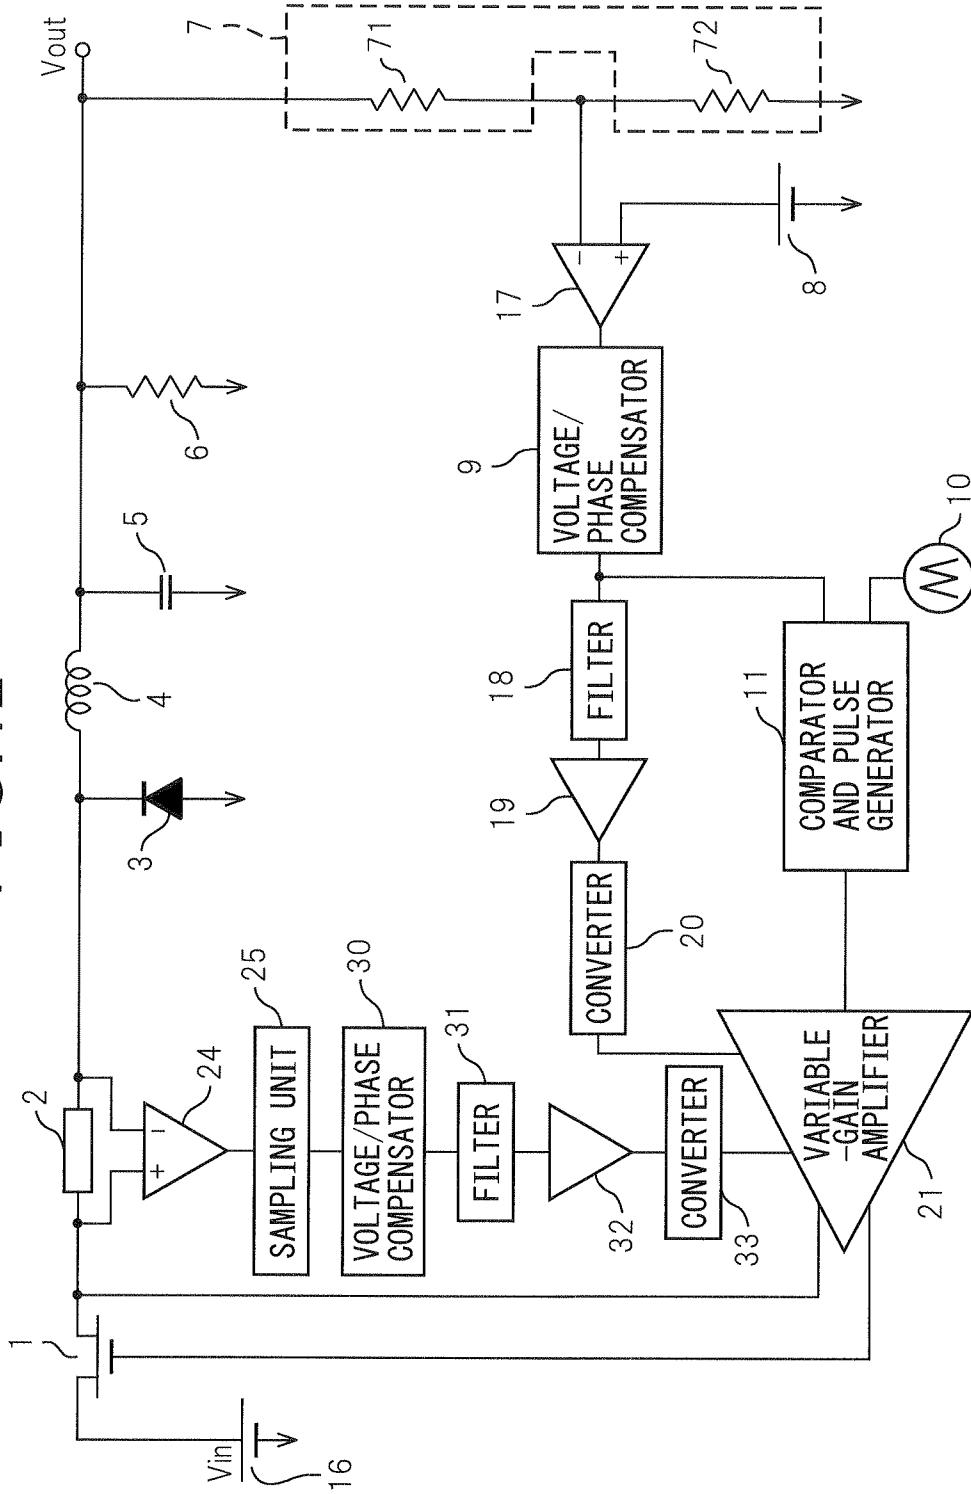 Vout
7
71
72
1
2
4
5
6
3
Vin
16
24
25
SAMPLING UNIT
30
VOLTAGE/PHASE
COMPENSATOR
31
FILTER
32
CONVERTER
33
17
-
+
8
9
VOLTAGE/
PHASE
COMPENSATOR
18
FILTER
19
CONVERTER
20
10
11
COMPARATOR
AND PULSE
GENERATOR
VARIABLE
-GAIN
AMPLIFIER
21
+
-